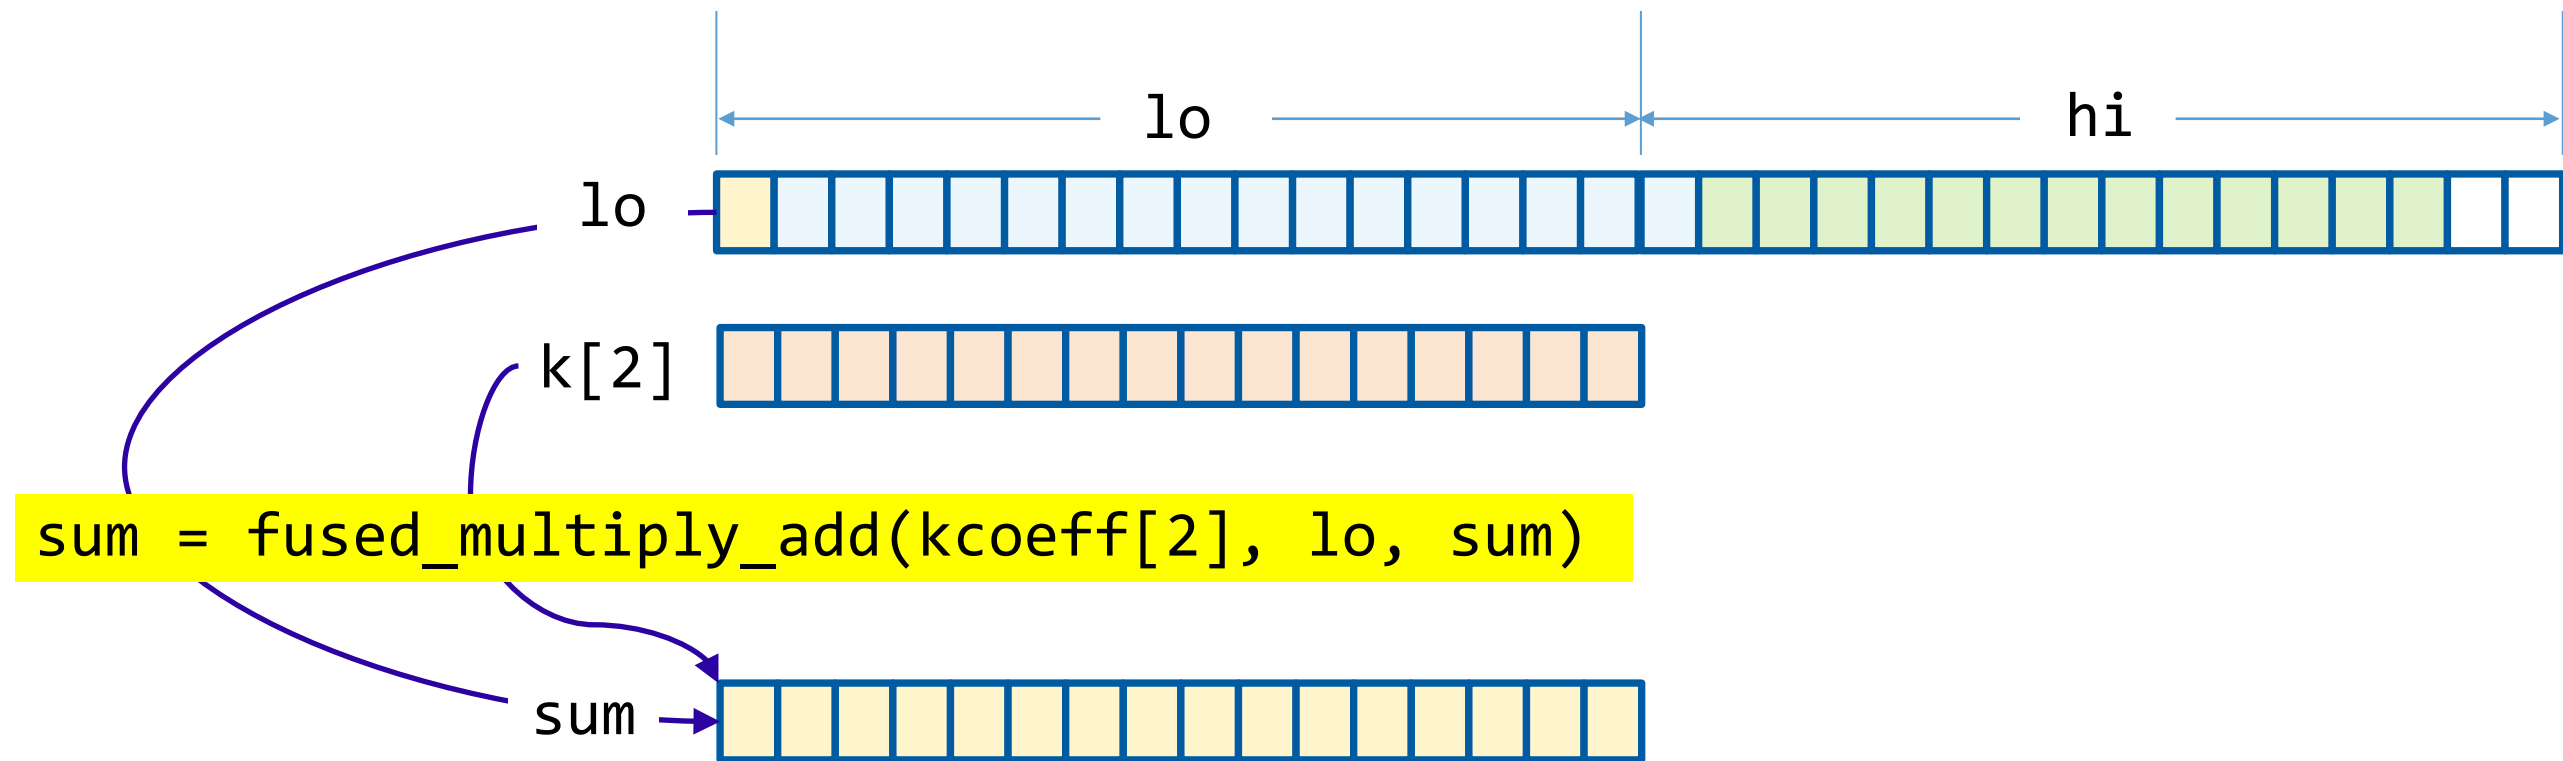 lo
hi
lo
k[2]
sum = fused_multiply_add(kcoeff[2], lo, sum)
sum